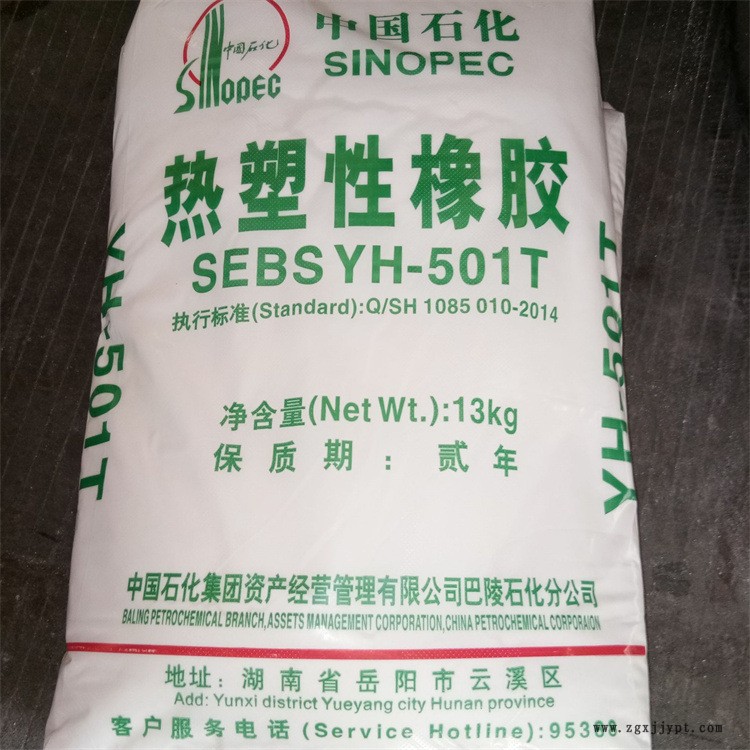 中国石化
SINOPEC
中国石化
SINOPEC
热塑性橡胶
SEBS YH-501T
执行标准(Standard):Q/SH 1085 010-2014
YH-501T
YH-501T
净含量(Net Wt.):13kg
保质期:贰年
中国石化集团资产经营管理有限公司巴陵石化分公司
BALING PETROCHEMICAL BRANCH,ASSETS MANAGEMENT CORPORATION,CHINA PETROCHEMICAL CORPORAION
地址:湖南省岳阳市云溪区
Add: Yunxi district Yueyang city Hunan province
客户服务电话(Service Hotline):953
www.zgxjjypt.com